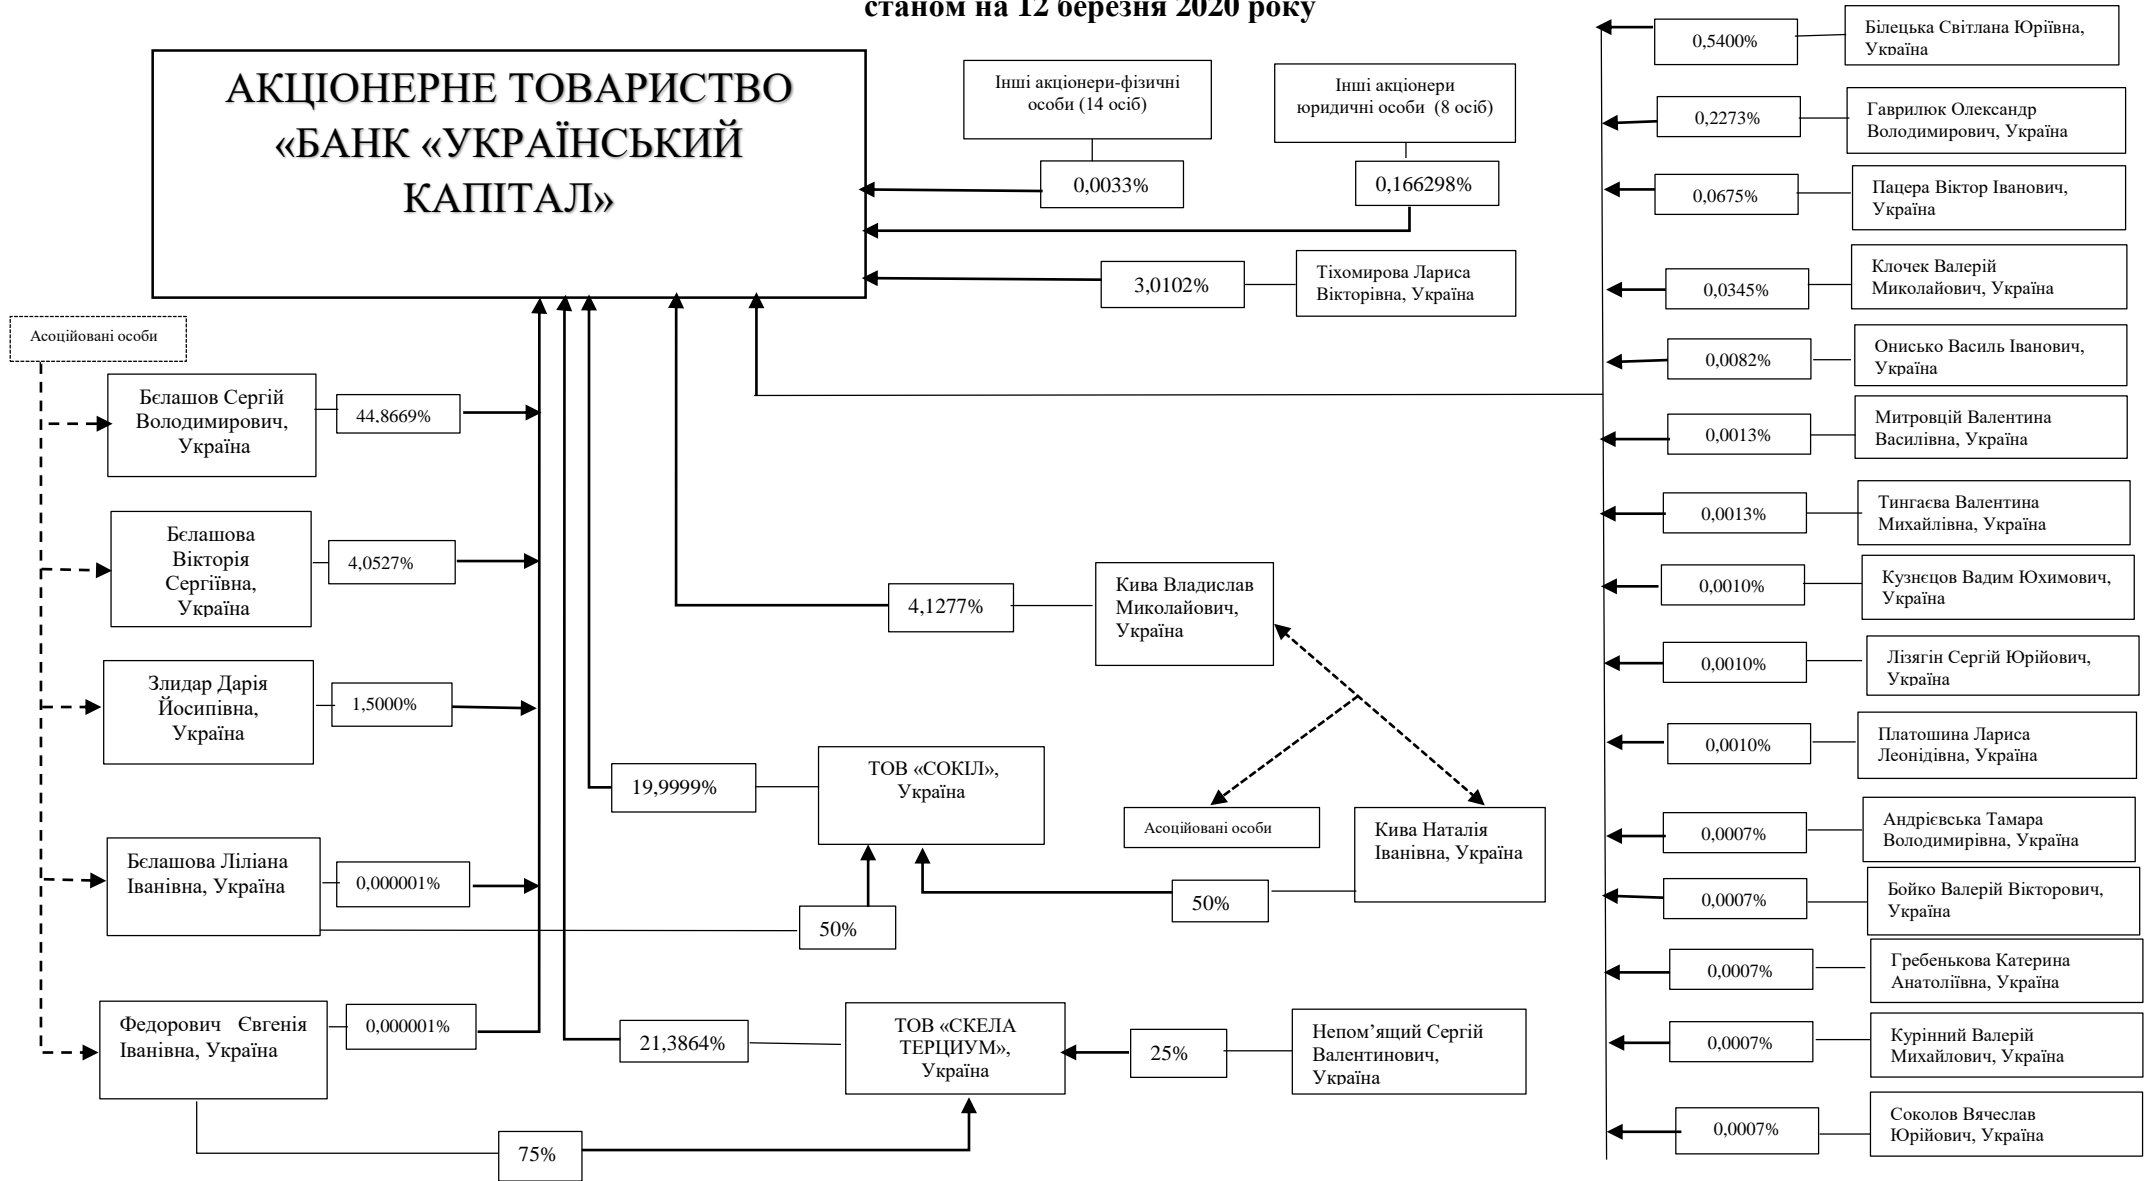 станом на 12 березня 2020 року
АКЦІОНЕРНЕ ТОВАРИСТВО
«БАНК «УКРАЇНСЬКИЙ
КАПІТАЛ»
Інші акціонери-фізичні
особи (14 осіб)
0,0033%
Інші акціонери
юридичні особи (8 осіб)
0,166298%
3,0102%
Тіхомирова Лариса
Вікторівна, Україна
Асоційовані особи
Бєлашов Сергій
Володимирович,
Україна
44,8669%
Бєлашова
Вікторія
Сергіївна,
Україна
4,0527%
Злидар Дарія
Йосипівна,
Україна
1,5000%
Бєлашова Ліліана
Іванівна, Україна
0,000001%
Федорович Євгенія
Іванівна, Україна
0,000001%
75%
4,1277%
Кива Владислав
Миколайович,
Україна
19,9999%
ТОВ «СОКІЛ»,
Україна
50%
50%
Асоційовані особи
Кива Наталія
Іванівна, Україна
21,3864%
ТОВ «СКЕЛА
ТЕРЦИУМ»,
Україна
25%
Непом’ящий Сергій
Валентинович,
Україна
0,5400%
Білецька Світлана Юріївна,
Україна
0,2273%
Гаврилюк Олександр
Володимирович, Україна
0,0675%
Пацера Віктор Іванович,
Україна
0,0345%
Клочек Валерій
Миколайович, Україна
0,0082%
Онисько Василь Іванович,
Україна
0,0013%
Митровцій Валентина
Василівна, Україна
0,0013%
Тингаєва Валентина
Михайлівна, Україна
0,0010%
Кузнєцов Вадим Юхимович,
Україна
0,0010%
Лізягін Сергій Юрійович,
Україна
0,0010%
Платошина Лариса
Леонідівна, Україна
0,0007%
Андрієвська Тамара
Володимирівна, Україна
0,0007%
Бойко Валерій Вікторович,
Україна
0,0007%
Гребенькова Катерина
Анатоліївна, Україна
0,0007%
Курінний Валерій
Михайлович, Україна
0,0007%
Соколов Вячеслав
Юрійович, Україна